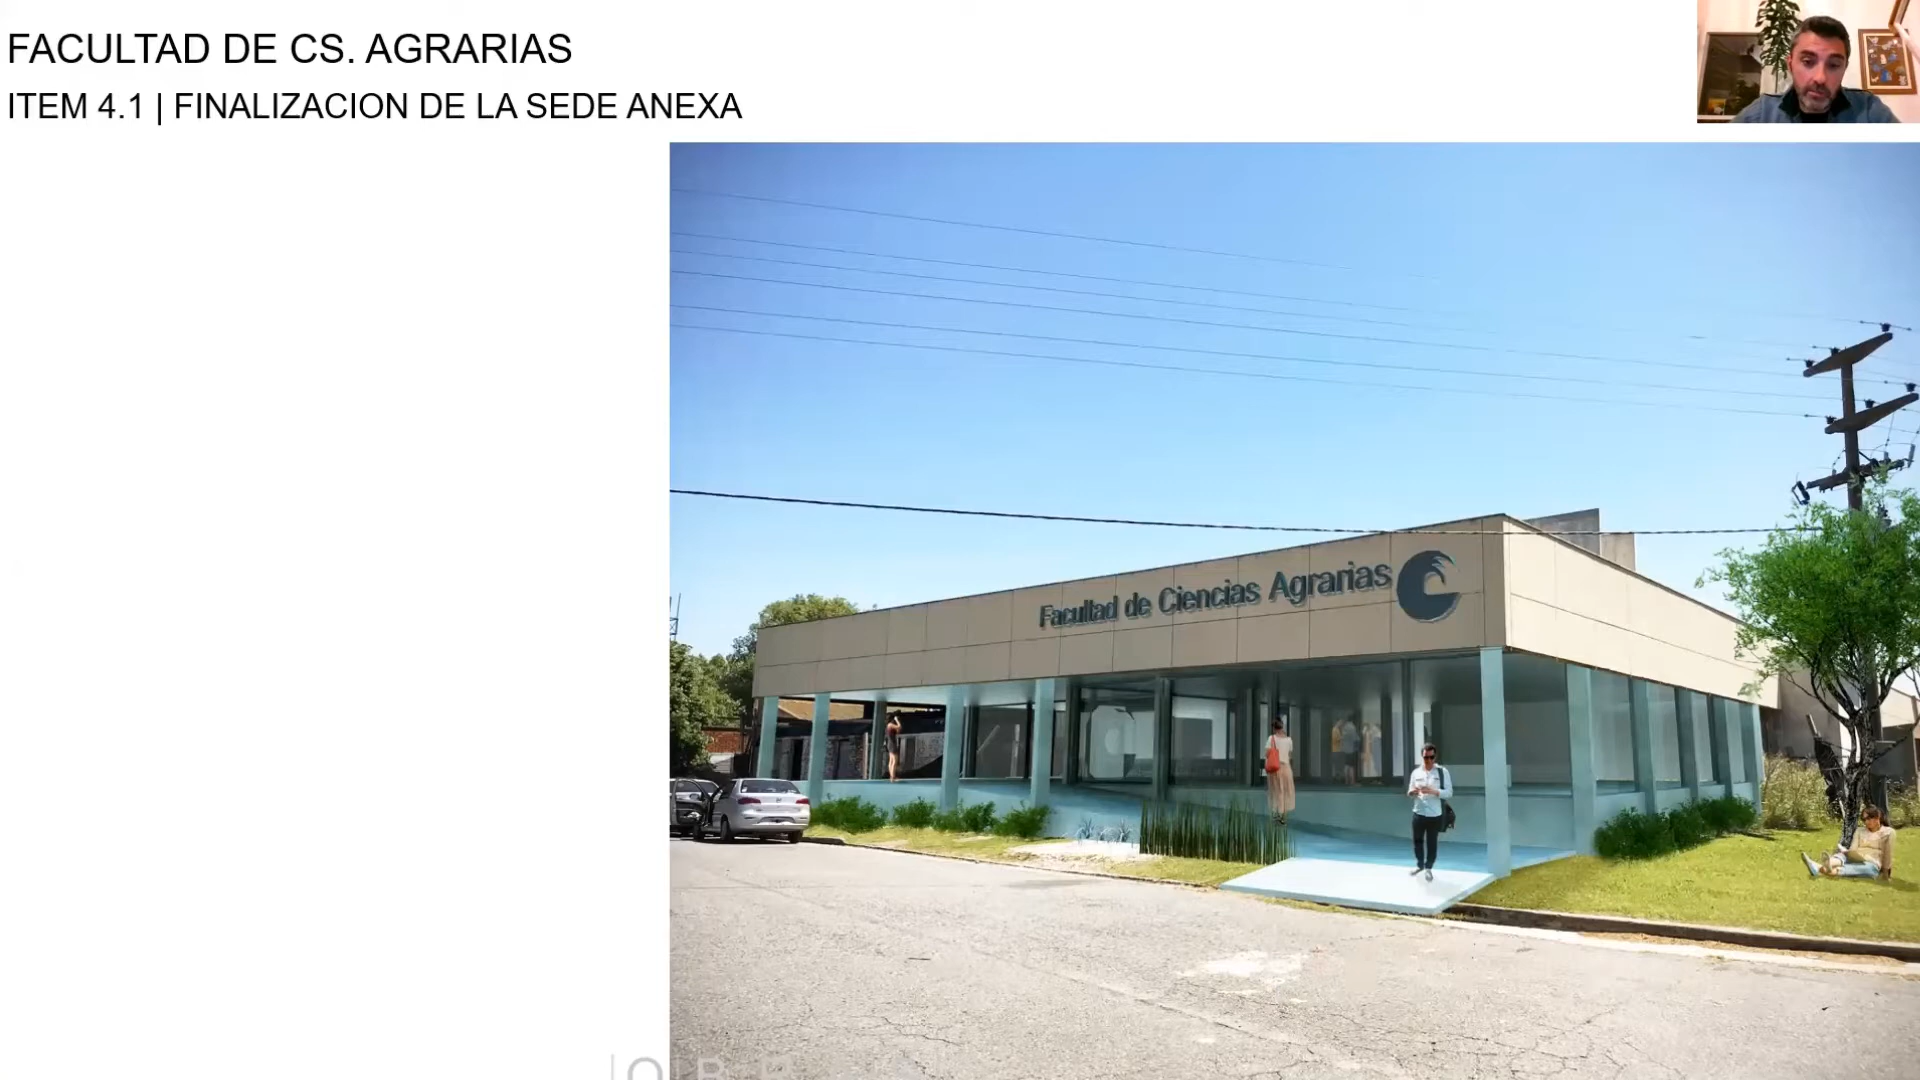 FACULTAD DE CS. AGRARIAS
ITEM 4.1 | FINALIZACION DE LA SEDE ANEXA
Facultad de Ciencias Agrarias